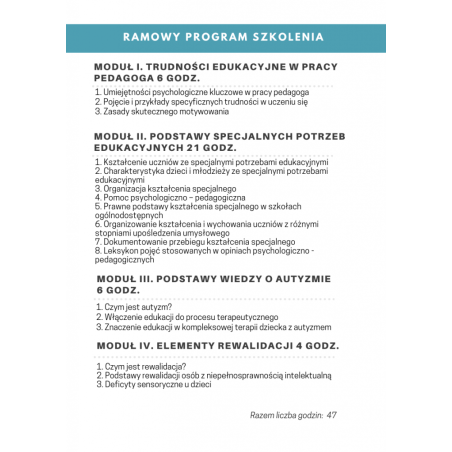 RAMOWY PROGRAM SZKOLENIA
MODUŁ I. TRUDNOŚCI EDUKACYJNE W PRACY
PEDAGOGA 6 GODZ.
1. Umiejętności psychologiczne kluczowe w pracy pedagoga
2. Pojęcie i przykłady specyficznych trudności w uczeniu się
3. Zasady skutecznego motywowania
MODUŁ II. PODSTAWY SPECJALNYCH POTRZEB
EDUKACYJNYCH 21 GODZ.
1. Kształcenie uczniów ze specjalnymi potrzebami edukacyjnymi
2. Charakterystyka dzieci i młodzieży ze specjalnymi potrzebami
edukacyjnymi
3. Organizacja kształcenia specjalnego
4. Pomoc psychologiczno – pedagogiczna
5. Prawne podstawy kształcenia specjalnego w szkołach
ogólnodostępnych
6. Organizowanie kształcenia i wychowania uczniów z różnymi
stopniami upośledzenia umysłowego
7. Dokumentowanie przebiegu kształcenia specjalnego
8. Leksykon pojęć stosowanych w opiniach psychologiczno -
pedagogicznych
MODUŁ III. PODSTAWY WIEDZY O AUTYZMIE
6 GODZ.
1. Czym jest autyzm?
2. Włączenie edukacji do procesu terapeutycznego
3. Znaczenie edukacji w kompleksowej terapii dziecka z autyzmem
MODUŁ IV. ELEMENTY REWALIDACJI 4 GODZ.
1. Czym jest rewalidacja?
2. Podstawy rewalidacji osób z niepełnosprawnością intelektualną
3. Deficyty sensoryczne u dzieci
Razem liczba godzin: 47